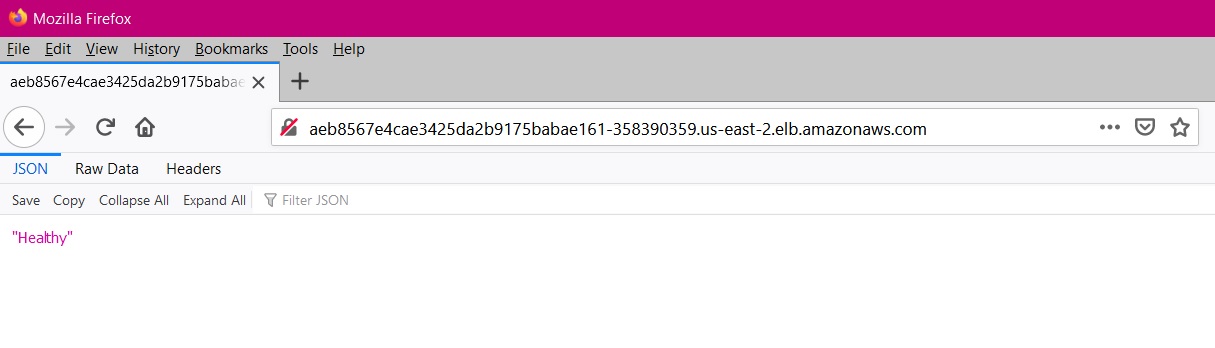 Mozilla Firefox
File Edit View History Bookmarks Tools Help
aeb8567e4cae3425da2b9175babae
aeb8567e4cae3425da2b9175babae161-358390359.us-east-2.elb.amazonaws.com
JSON Raw Data Headers
Save Copy Collapse All Expand All Filter JSON
"Healthy"